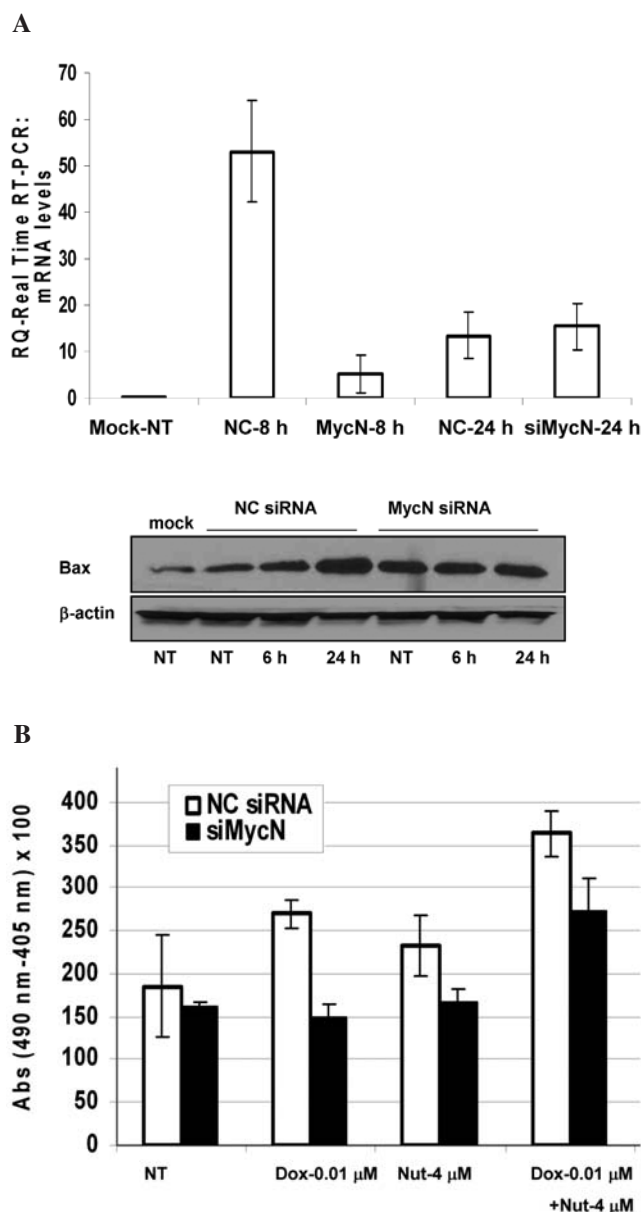 A
RQ-Real Time RT-PCR:
mRNA levels
70
60
50
40
30
20
10
0
Mock-NT NC-8 h MycN-8 h NC-24 h siMycN-24 h
mock NC siRNA MycN siRNA
Bax
β-actin
NT NT 6 h 24 h NT 6 h 24 h
B
Abs (490 nm-405 nm) x 100
400
350
300
250
200
150
100
50
0
NC siRNA
siMycN
NT Dox-0.01 µM Nut-4 µM Dox-0.01 µM
+Nut-4 µM